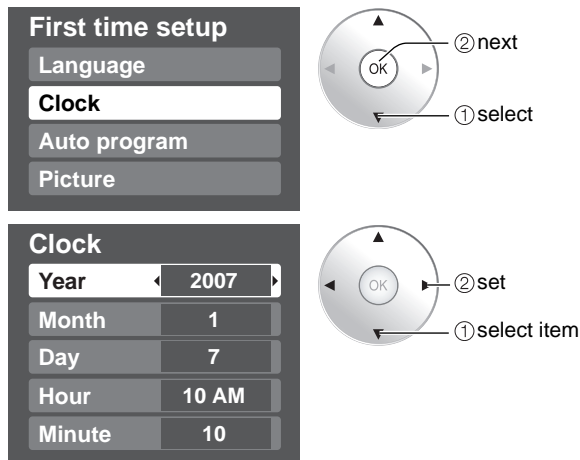 First time setup
Language
Clock
Auto program
Picture
OK
②next
①select
Clock
Year 2007
Month 1
Day 7
Hour 10 AM
Minute 10
OK
②set
①select item